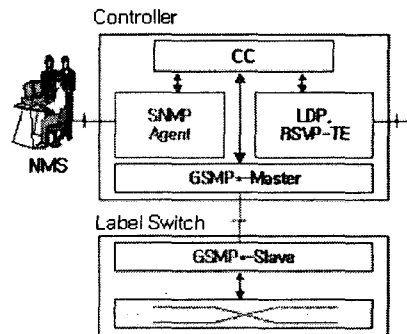 Controller
CC
SNMP
Agent
LDP,
RSVP-TE
NMS
GSMP-Master
Label Switch
GSMP-Slave